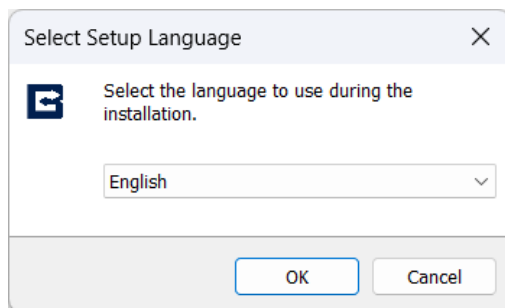 Select Setup Language
Select the language to use during the
installation.
English
OK
Cancel